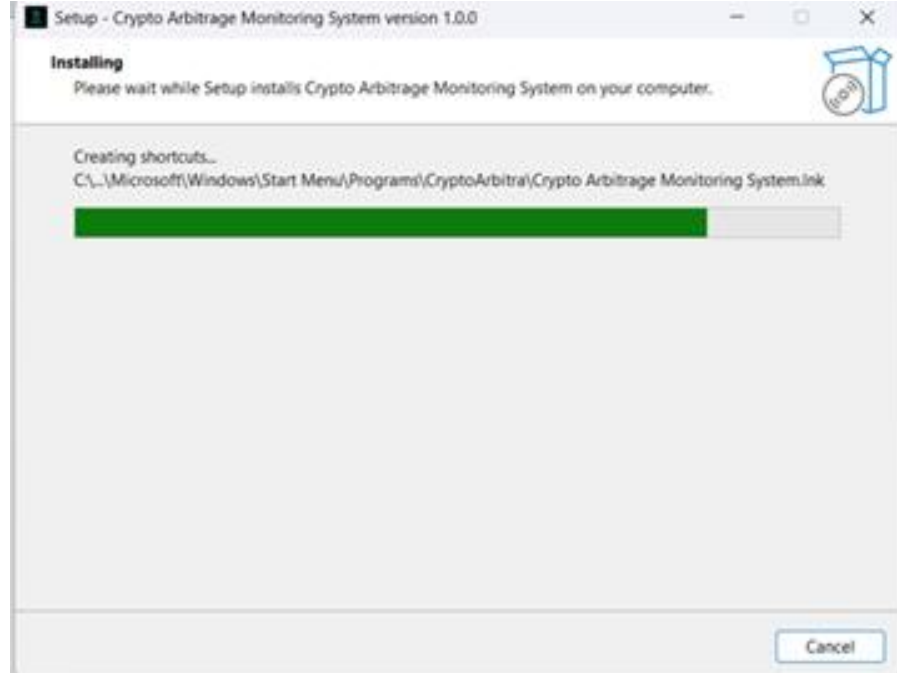 Setup - Crypto Arbitrage Monitoring System version 1.0.0
Installing
Please wait while Setup installs Crypto Arbitrage Monitoring System on your computer.
Creating shortcuts...
C:\...\Microsoft\Windows\Start Menu\Programs\CryptoArbitra\Crypto Arbitrage Monitoring System.lnk
Cancel